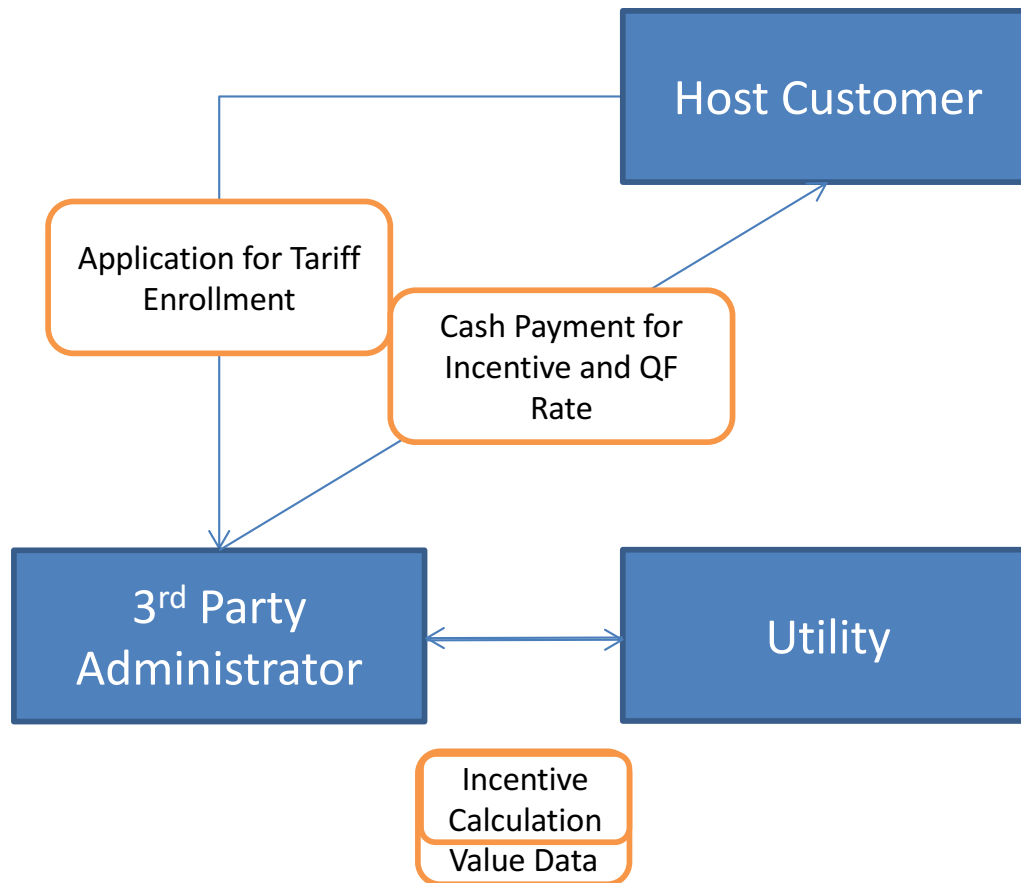 Host Customer
Application for Tariff
Enrollment
Cash Payment for
Incentive and QF
Rate
3rd Party
Administrator
Utility
Incentive
Calculation
Value Data